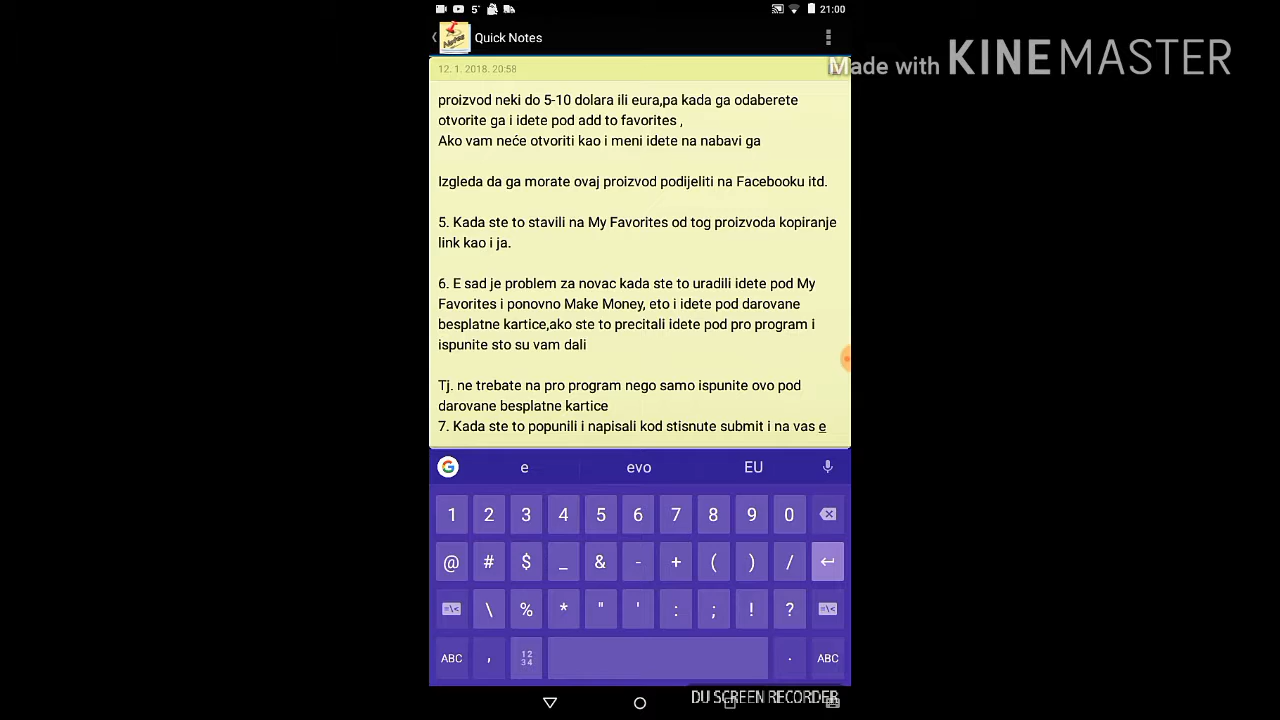 5
21:00
Quick Notes
Made with KINEMASTER
12. 1. 2018. 20:58
proizvod neki do 5-10 dolara ili eura,pa kada ga odaberete
otvorite ga i idete pod add to favorites ,
Ako vam neće otvoriti kao i meni idete na nabavi ga
Izgleda da ga morate ovaj proizvod podijeliti na Facebooku itd.
5. Kada ste to stavili na My Favorites od tog proizvoda kopiranje
link kao i ja.
6. E sad je problem za novac kada ste to uradili idete pod My
Favorites i ponovno Make Money, eto i idete pod darovane
besplatne kartice,ako ste to precitali idete pod pro program i
ispunite sto su vam dali
Tj. ne trebate na pro program nego samo ispunite ovo pod
darovane besplatne kartice
7. Kada ste to popunili i napisali kod stisnute submit i na vas e
G e evo EU
1 2 3 4 5 6 7 8 9 0
@ # $ _ & - + ( ) /
=\< \ % * " ' : ; ! ? =\<
ABC , 12 34 . ABC
DU SCREEN RECORDER